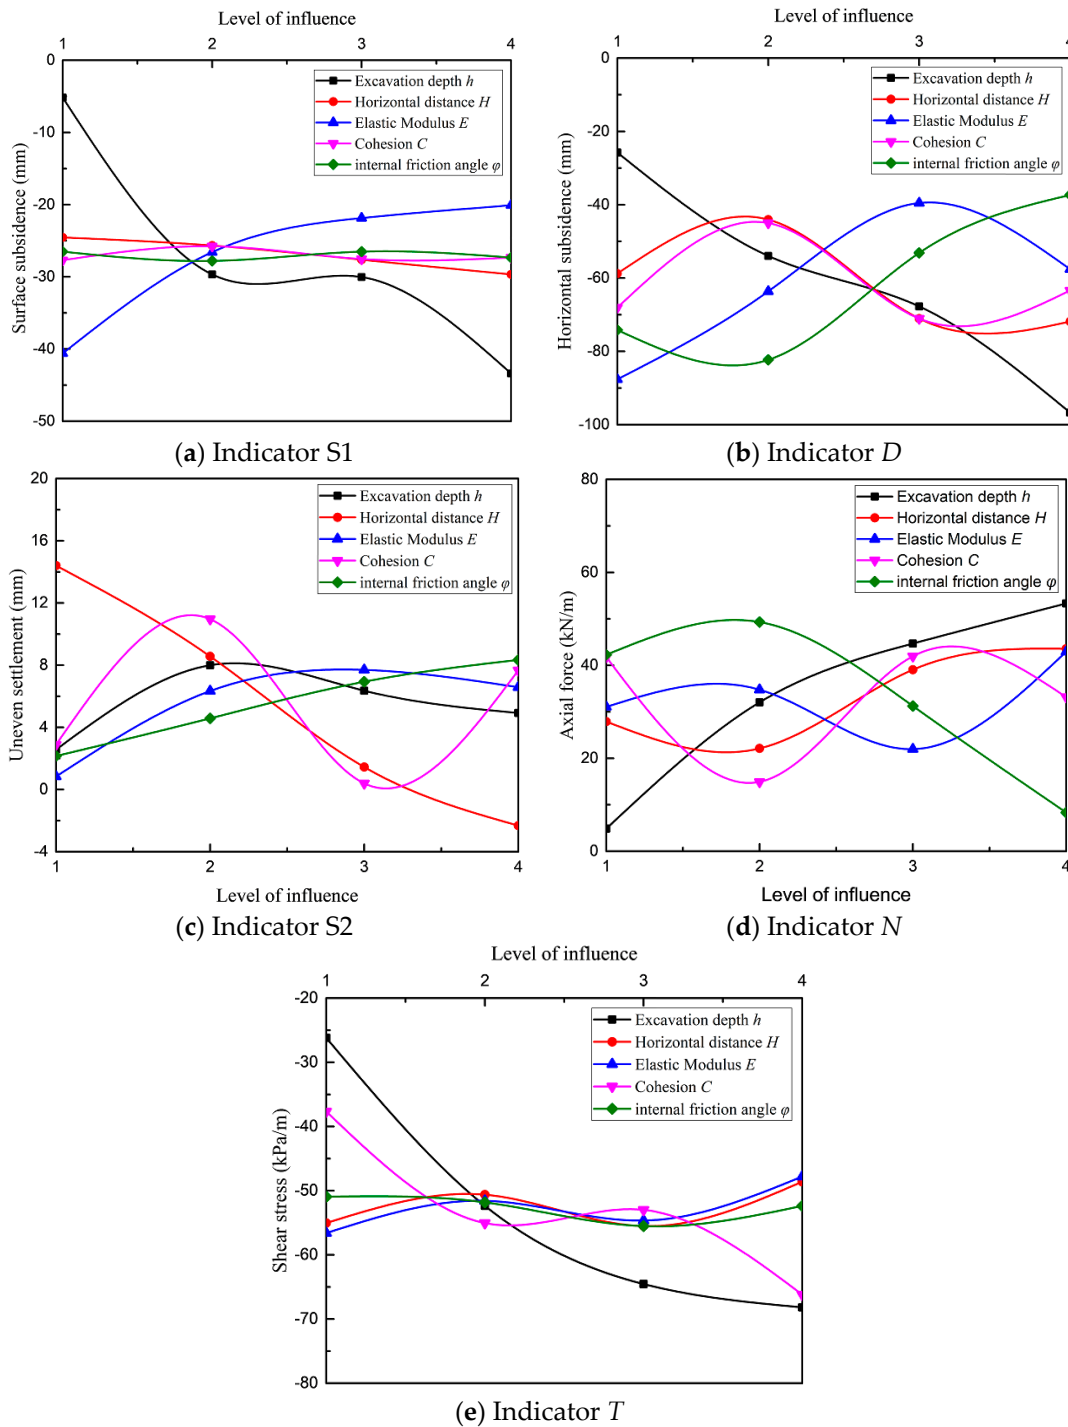 Level of influence
1 2 3 4
0
-10
-20
-30
-40
-50
Surface subsidence (mm)
Excavation depth h
Horizontal distance H
Elastic Modulus E
Cohesion C
internal friction angle φ
(a) Indicator S1
Level of influence
1 2 3 4
0
-20
-40
-60
-80
-100
Horizontal subsidence (mm)
Excavation depth h
Horizontal distance H
Elastic Modulus E
Cohesion C
internal friction angle φ
(b) Indicator D
20
16
12
8
4
0
-4
Uneven settlement (mm)
Excavation depth h
Horizontal distance H
Elastic Modulus E
Cohesion C
internal friction angle φ
1 2 3 4
Level of influence
(c) Indicator S2
80
60
40
20
0
Axial force (kN/m)
Excavation depth h
Horizontal distance H
Elastic Modulus E
Cohesion C
internal friction angle φ
1 2 3 4
Level of influence
(d) Indicator N
Level of influence
1 2 3 4
-20
-30
-40
-50
-60
-70
-80
Shear stress (kPa/m)
Excavation depth h
Horizontal distance H
Elastic Modulus E
Cohesion C
internal friction angle φ
(e) Indicator T